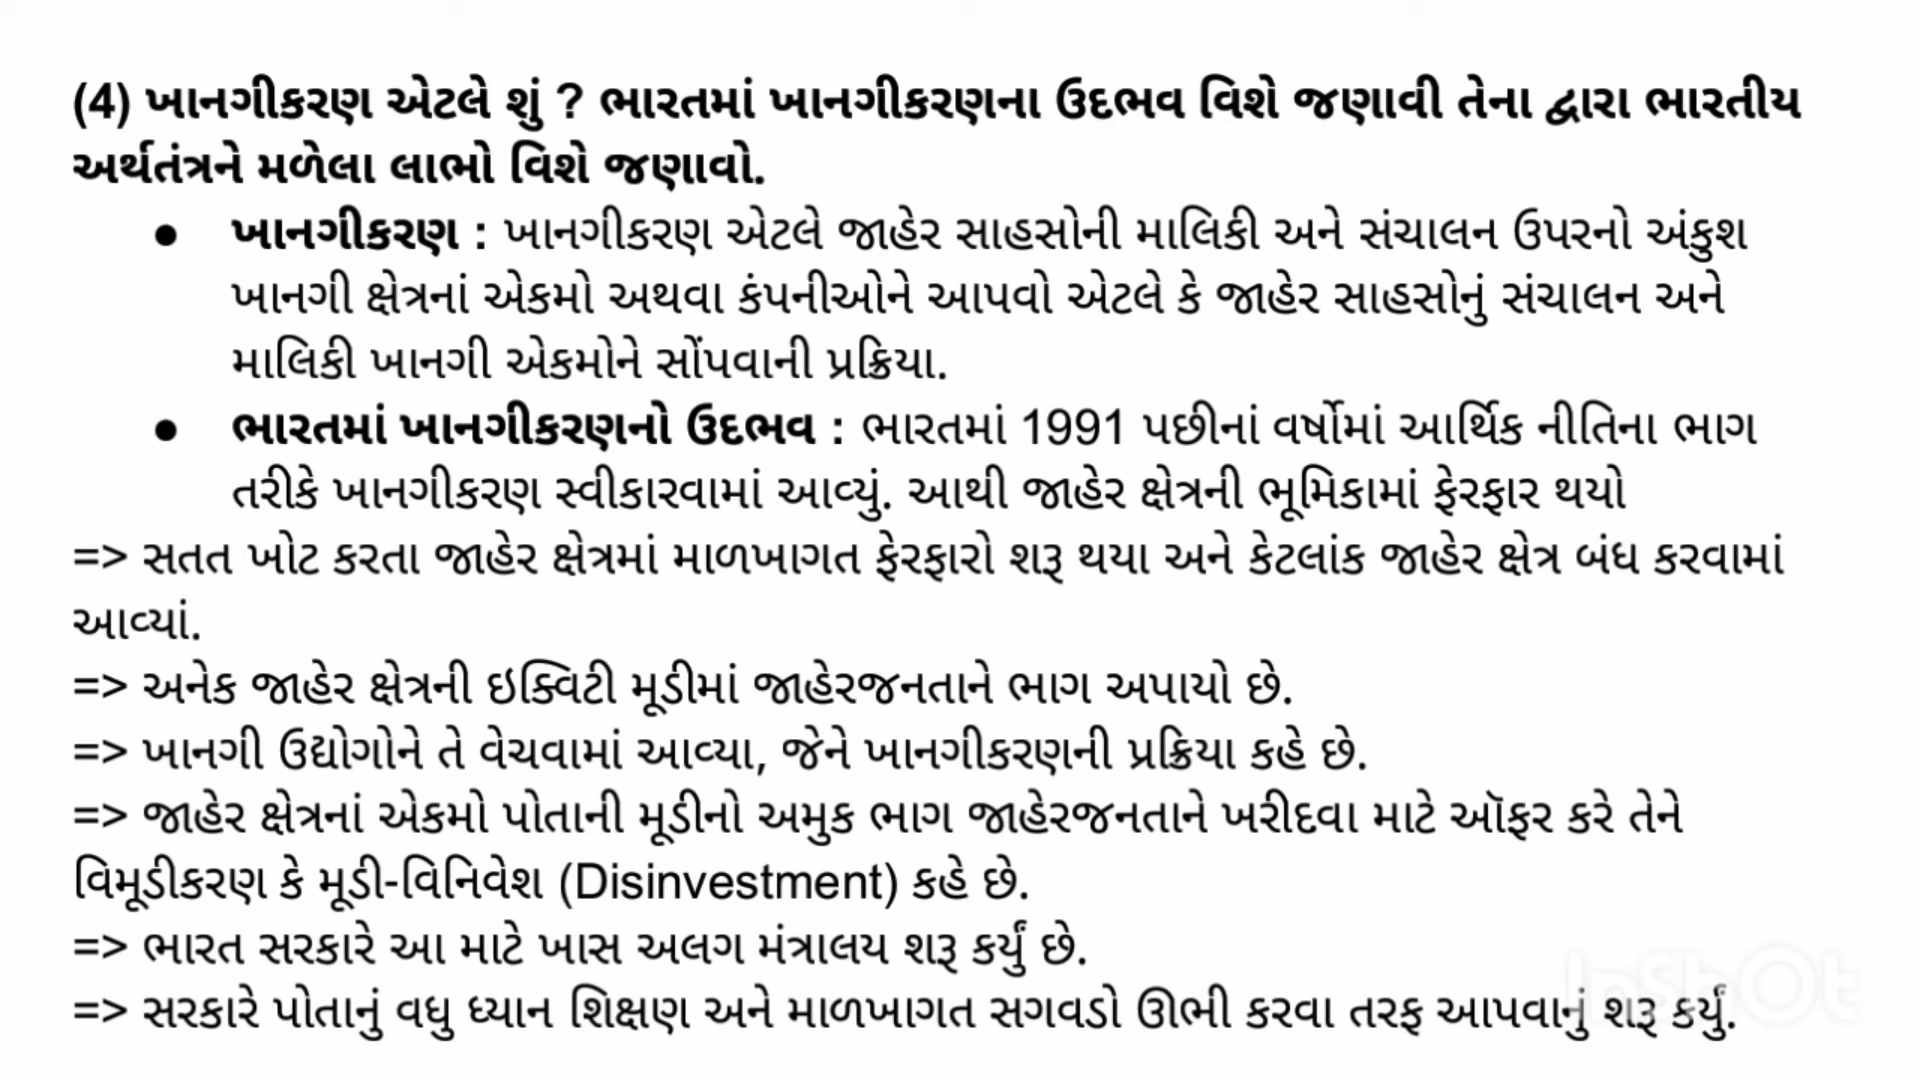 (4) ખાનગીકરણ એટલે શું ? ભારતમાં ખાનગીકરણના ઉદભવ વિશે જણાવી તેના દ્વારા ભારતીય
અર્થતંત્રને મળેલા લાભો વિશે જણાવો.
● ખાનગીકરણ : ખાનગીકરણ એટલે જાહેર સાહસોની માલિકી અને સંચાલન ઉપરનો અંકુશ
ખાનગી ક્ષેત્રનાં એકમો અથવા કંપનીઓને આપવો એટલે કે જાહેર સાહસોનું સંચાલન અને
માલિકી ખાનગી એકમોને સોંપવાની પ્રક્રિયા.
● ભારતમાં ખાનગીકરણનો ઉદભવ : ભારતમાં 1991 પછીનાં વર્ષોમાં આર્થિક નીતિના ભાગ
તરીકે ખાનગીકરણ સ્વીકારવામાં આવ્યું. આથી જાહેર ક્ષેત્રની ભૂમિકામાં ફેરફાર થયો
=> સતત ખોટ કરતા જાહેર ક્ષેત્રમાં માળખાગત ફેરફારો શરૂ થયા અને કેટલાંક જાહેર ક્ષેત્ર બંધ કરવામાં
આવ્યાં.
=> અનેક જાહેર ક્ષેત્રની ઇક્વિટી મૂડીમાં જાહેરજનતાને ભાગ અપાયો છે.
=> ખાનગી ઉદ્યોગોને તે વેચવામાં આવ્યા, જેને ખાનગીકરણની પ્રક્રિયા કહે છે.
=> જાહેર ક્ષેત્રનાં એકમો પોતાની મૂડીનો અમુક ભાગ જાહેરજનતાને ખરીદવા માટે ઑફર કરે તેને
વિમૂડીકરણ કે મૂડી-વિનિવેશ (Disinvestment) કહે છે.
=> ભારત સરકારે આ માટે ખાસ અલગ મંત્રાલય શરૂ કર્યું છે.
=> સરકારે પોતાનું વધુ ધ્યાન શિક્ષણ અને માળખાગત સગવડો ઊભી કરવા તરફ આપવાનું શરૂ કર્યું.
InShOt